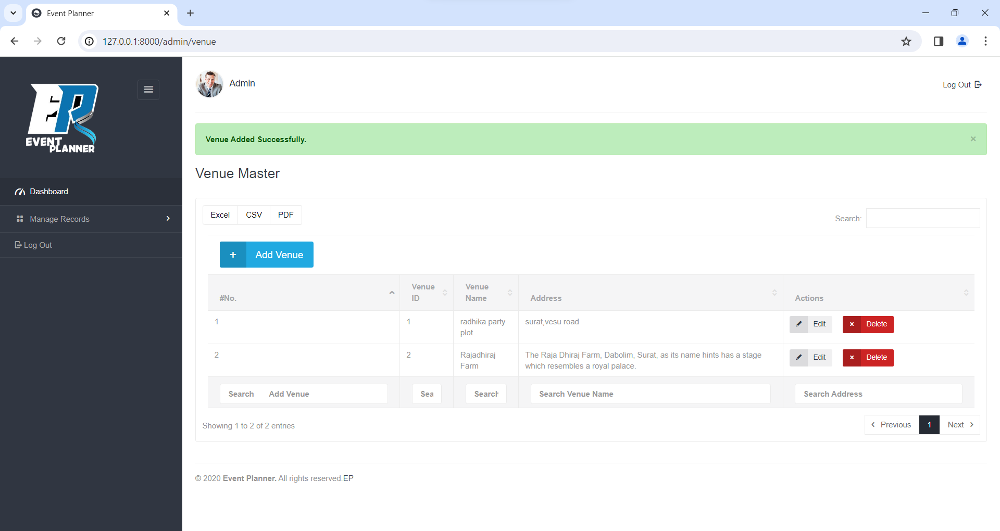 Event Planner
127.0.0.1:8000/admin/venue
EVENT
PLANNER
Admin
Log Out
Venue Added Successfully.
×
Venue Master
Dashboard
Manage Records
Log Out
Excel CSV PDF
Search:
+ Add Venue
#No. Venue ID Venue Name Address Actions
1 1 radhika party surat,vesu road Edit Delete
plot
2 2 Rajadhiraj The Raja Dhiraj Farm, Dabolim, Surat, as its name hints has a stage Edit Delete
Farm which resembles a royal palace.
Search Add Venue Sea Search Search Venue Name Search Address
Showing 1 to 2 of 2 entries
Previous 1 Next
© 2020 Event Planner. All rights reserved.EP